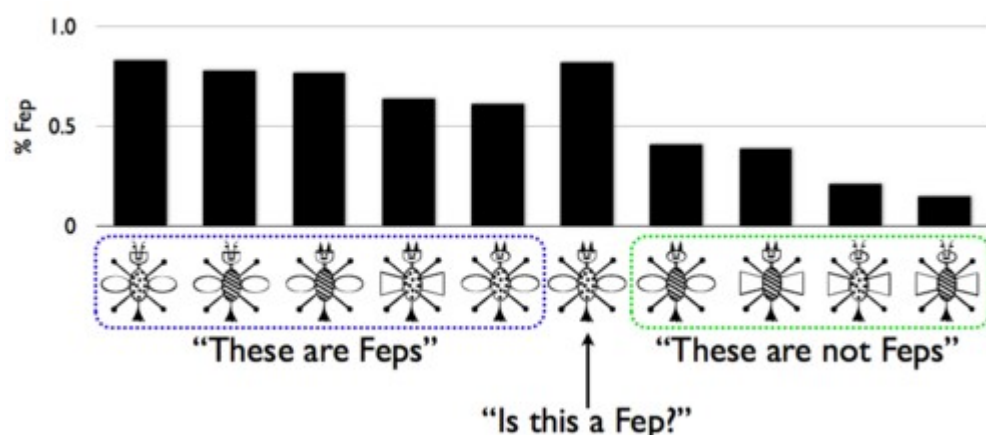 1.0
% Fep
0.5
0
“These are Feps”
“These are not Feps”
“Is this a Fep?”